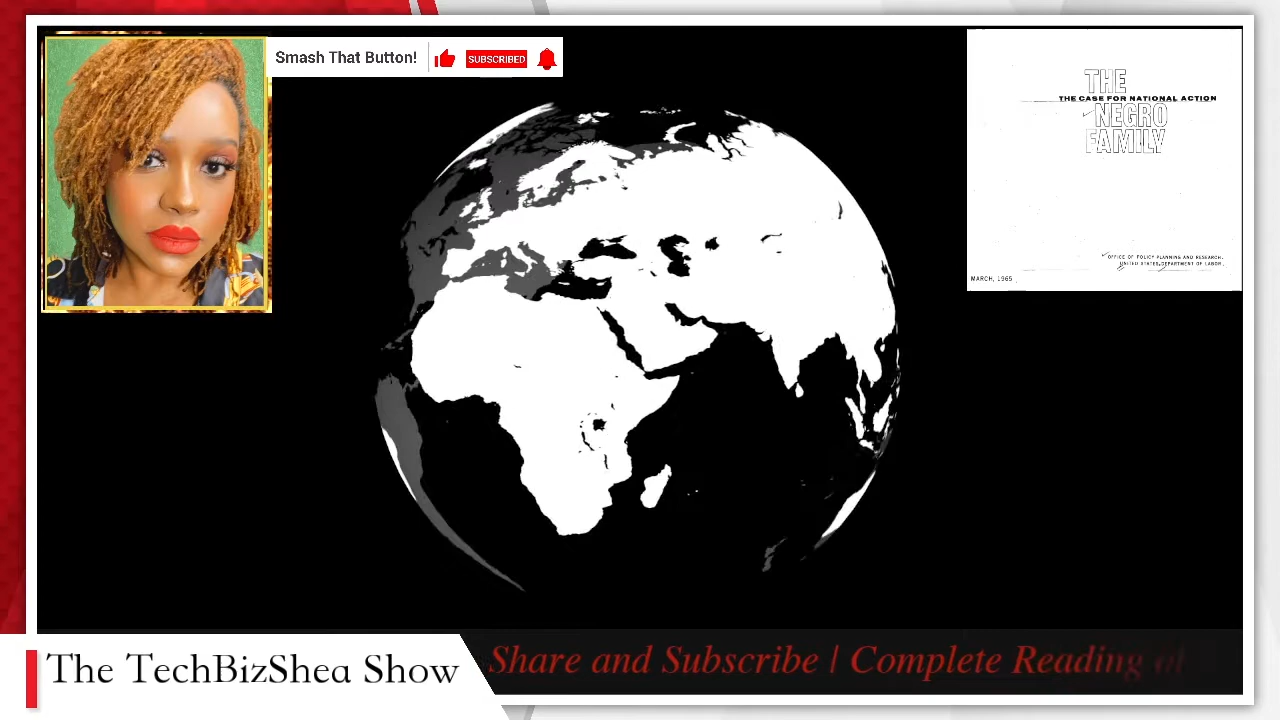 Smash That Button!
SUBSCRIBED
THE
THE CASE FOR NATIONAL ACTION
NEGRO
FAMILY
OFFICE OF POLICY PLANNING AND RESEARCH
UNITED STATES DEPARTMENT OF LABOR
MARCH, 1965
The TechBizShea Show
Share and Subscribe | Complete Reading of